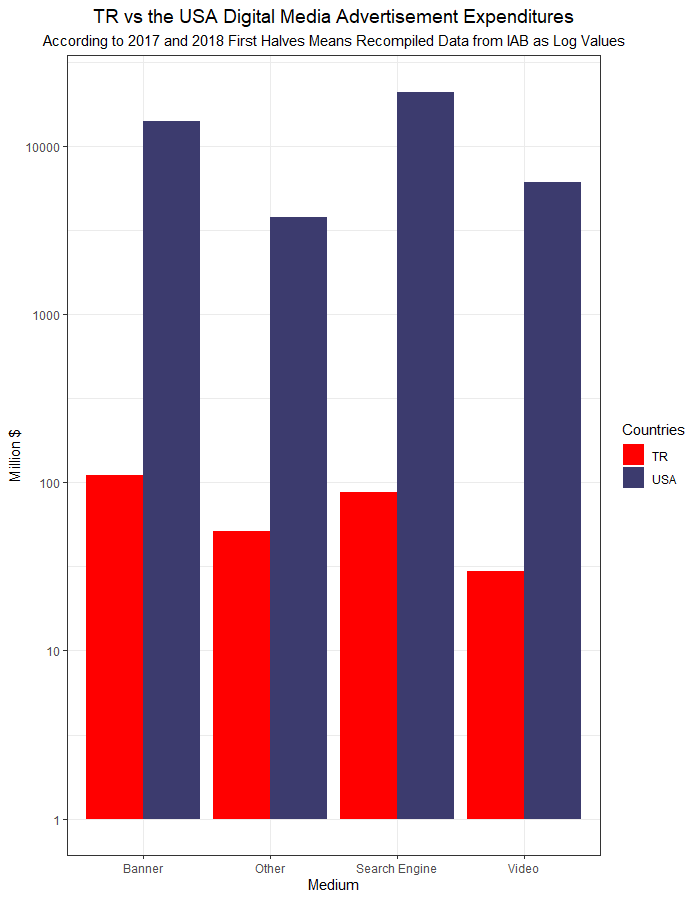 TR vs the USA Digital Media Advertisement Expenditures
According to 2017 and 2018 First Halves Means Recompiled Data from IAB as Log Values
10000
1000
100
10
1
Million $
Banner
Other
Search Engine
Video
Medium
Countries
TR
USA